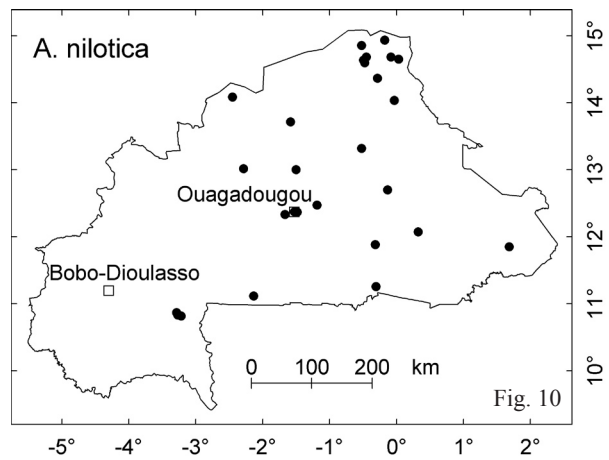 A. nilotica
15°
14°
13°
Ouagadougou
12°
Bobo-Dioulasso
11°
0 100 200 km
10°
Fig. 10
-5° -4° -3° -2° -1° 0° 1° 2°